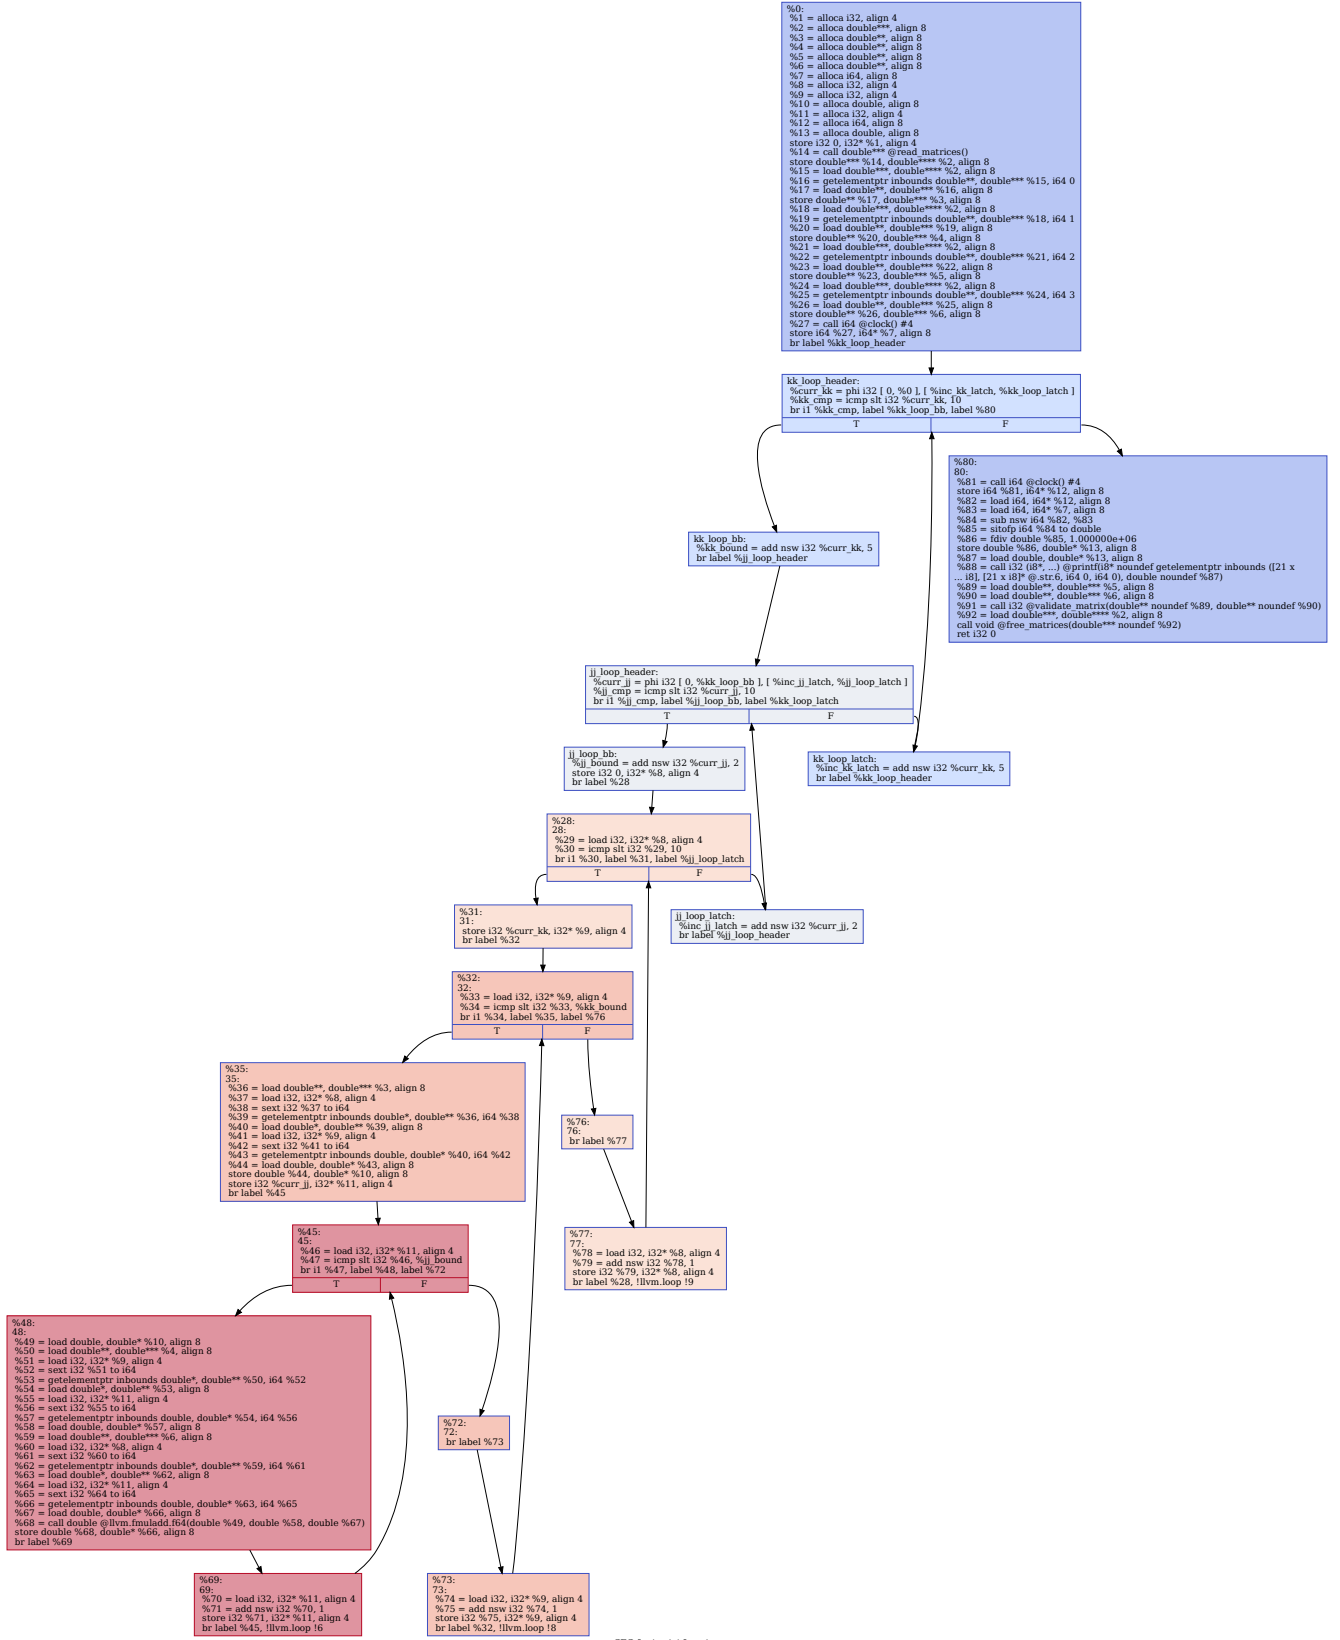 %0:
%1 = alloca i32, align 4
%2 = alloca double***, align 8
%3 = alloca double**, align 8
%4 = alloca double**, align 8
%5 = alloca double**, align 8
%6 = alloca double**, align 8
%7 = alloca i64, align 8
%8 = alloca i32, align 4
%9 = alloca i32, align 4
%10 = alloca double, align 8
%11 = alloca i32, align 4
%12 = alloca i64, align 8
%13 = alloca double, align 8
store i32 0, i32* %1, align 4
%14 = call double*** @read_matrices()
store double*** %14, double**** %2, align 8
%15 = load double***, double**** %2, align 8
%16 = getelementptr inbounds double**, double*** %15, i64 0
%17 = load double**, double*** %16, align 8
store double** %17, double*** %3, align 8
%18 = load double***, double**** %2, align 8
%19 = getelementptr inbounds double**, double*** %18, i64 1
%20 = load double**, double*** %19, align 8
store double** %20, double*** %4, align 8
%21 = load double***, double**** %2, align 8
%22 = getelementptr inbounds double**, double*** %21, i64 2
%23 = load double**, double*** %22, align 8
store double** %23, double*** %5, align 8
%24 = load double***, double**** %2, align 8
%25 = getelementptr inbounds double**, double*** %24, i64 3
%26 = load double**, double*** %25, align 8
store double** %26, double*** %6, align 8
%27 = call i64 @clock() #4
store i64 %27, i64* %7, align 8
br label %kk_loop_header
kk_loop_header:
%curr_kk = phi i32 [ 0, %0 ], [ %inc_kk_latch, %kk_loop_latch ]
%kk_cmp = icmp slt i32 %curr_kk, 10
br i1 %kk_cmp, label %kk_loop_bb, label %80
T F
%80:
80:
%81 = call i64 @clock() #4
store i64 %81, i64* %12, align 8
%82 = load i64, i64* %12, align 8
%83 = load i64, i64* %7, align 8
%84 = sub nsw i64 %82, %83
%85 = sitofp i64 %84 to double
%86 = fdiv double %85, 1.000000e+06
store double %86, double* %13, align 8
%87 = load double, double* %13, align 8
%88 = call i32 (i8*, ...) @printf(i8* noundef getelementptr inbounds ([21 x
... i8], [21 x i8]* @.str.6, i64 0, i64 0), double noundef %87)
%89 = load double**, double*** %5, align 8
%90 = load double**, double*** %6, align 8
%91 = call i32 @validate_matrix(double** noundef %89, double** noundef %90)
%92 = load double***, double**** %2, align 8
call void @free_matrices(double*** noundef %92)
ret i32 0
kk_loop_bb:
%kk_bound = add nsw i32 %curr_kk, 5
br label %jj_loop_header
jj_loop_header:
%curr_jj = phi i32 [ 0, %kk_loop_bb ], [ %inc_jj_latch, %jj_loop_latch ]
%jj_cmp = icmp slt i32 %curr_jj, 10
br i1 %jj_cmp, label %jj_loop_bb, label %kk_loop_latch
T F
jj_loop_bb:
%jj_bound = add nsw i32 %curr_jj, 2
store i32 0, i32* %8, align 4
br label %28
kk_loop_latch:
%inc_kk_latch = add nsw i32 %curr_kk, 5
br label %kk_loop_header
%28:
28:
%29 = load i32, i32* %8, align 4
%30 = icmp slt i32 %29, 10
br i1 %30, label %31, label %jj_loop_latch
T F
%31:
31:
store i32 %curr_kk, i32* %9, align 4
br label %32
jj_loop_latch:
%inc_jj_latch = add nsw i32 %curr_jj, 2
br label %jj_loop_header
%32:
32:
%33 = load i32, i32* %9, align 4
%34 = icmp slt i32 %33, %kk_bound
br i1 %34, label %35, label %76
T F
%35:
35:
%36 = load double**, double*** %3, align 8
%37 = load i32, i32* %8, align 4
%38 = sext i32 %37 to i64
%39 = getelementptr inbounds double*, double** %36, i64 %38
%40 = load double*, double** %39, align 8
%41 = load i32, i32* %9, align 4
%42 = sext i32 %41 to i64
%43 = getelementptr inbounds double, double* %40, i64 %42
%44 = load double, double* %43, align 8
store double %44, double* %10, align 8
store i32 %curr_jj, i32* %11, align 4
br label %45
%76:
76:
br label %77
%45:
45:
%46 = load i32, i32* %11, align 4
%47 = icmp slt i32 %46, %jj_bound
br i1 %47, label %48, label %72
T F
%77:
77:
%78 = load i32, i32* %8, align 4
%79 = add nsw i32 %78, 1
store i32 %79, i32* %8, align 4
br label %28, !llvm.loop !9
%48:
48:
%49 = load double, double* %10, align 8
%50 = load double**, double*** %4, align 8
%51 = load i32, i32* %9, align 4
%52 = sext i32 %51 to i64
%53 = getelementptr inbounds double*, double** %50, i64 %52
%54 = load double*, double** %53, align 8
%55 = load i32, i32* %11, align 4
%56 = sext i32 %55 to i64
%57 = getelementptr inbounds double, double* %54, i64 %56
%58 = load double, double* %57, align 8
%59 = load double**, double*** %6, align 8
%60 = load i32, i32* %8, align 4
%61 = sext i32 %60 to i64
%62 = getelementptr inbounds double*, double** %59, i64 %61
%63 = load double*, double** %62, align 8
%64 = load i32, i32* %11, align 4
%65 = sext i32 %64 to i64
%66 = getelementptr inbounds double, double* %63, i64 %65
%67 = load double, double* %66, align 8
%68 = call double @llvm.fmuladd.f64(double %49, double %58, double %67)
store double %68, double* %66, align 8
br label %69
%72:
72:
br label %73
%69:
69:
%70 = load i32, i32* %11, align 4
%71 = add nsw i32 %70, 1
store i32 %71, i32* %11, align 4
br label %45, !llvm.loop !6
%73:
73:
%74 = load i32, i32* %9, align 4
%75 = add nsw i32 %74, 1
store i32 %75, i32* %9, align 4
br label %32, !llvm.loop !8